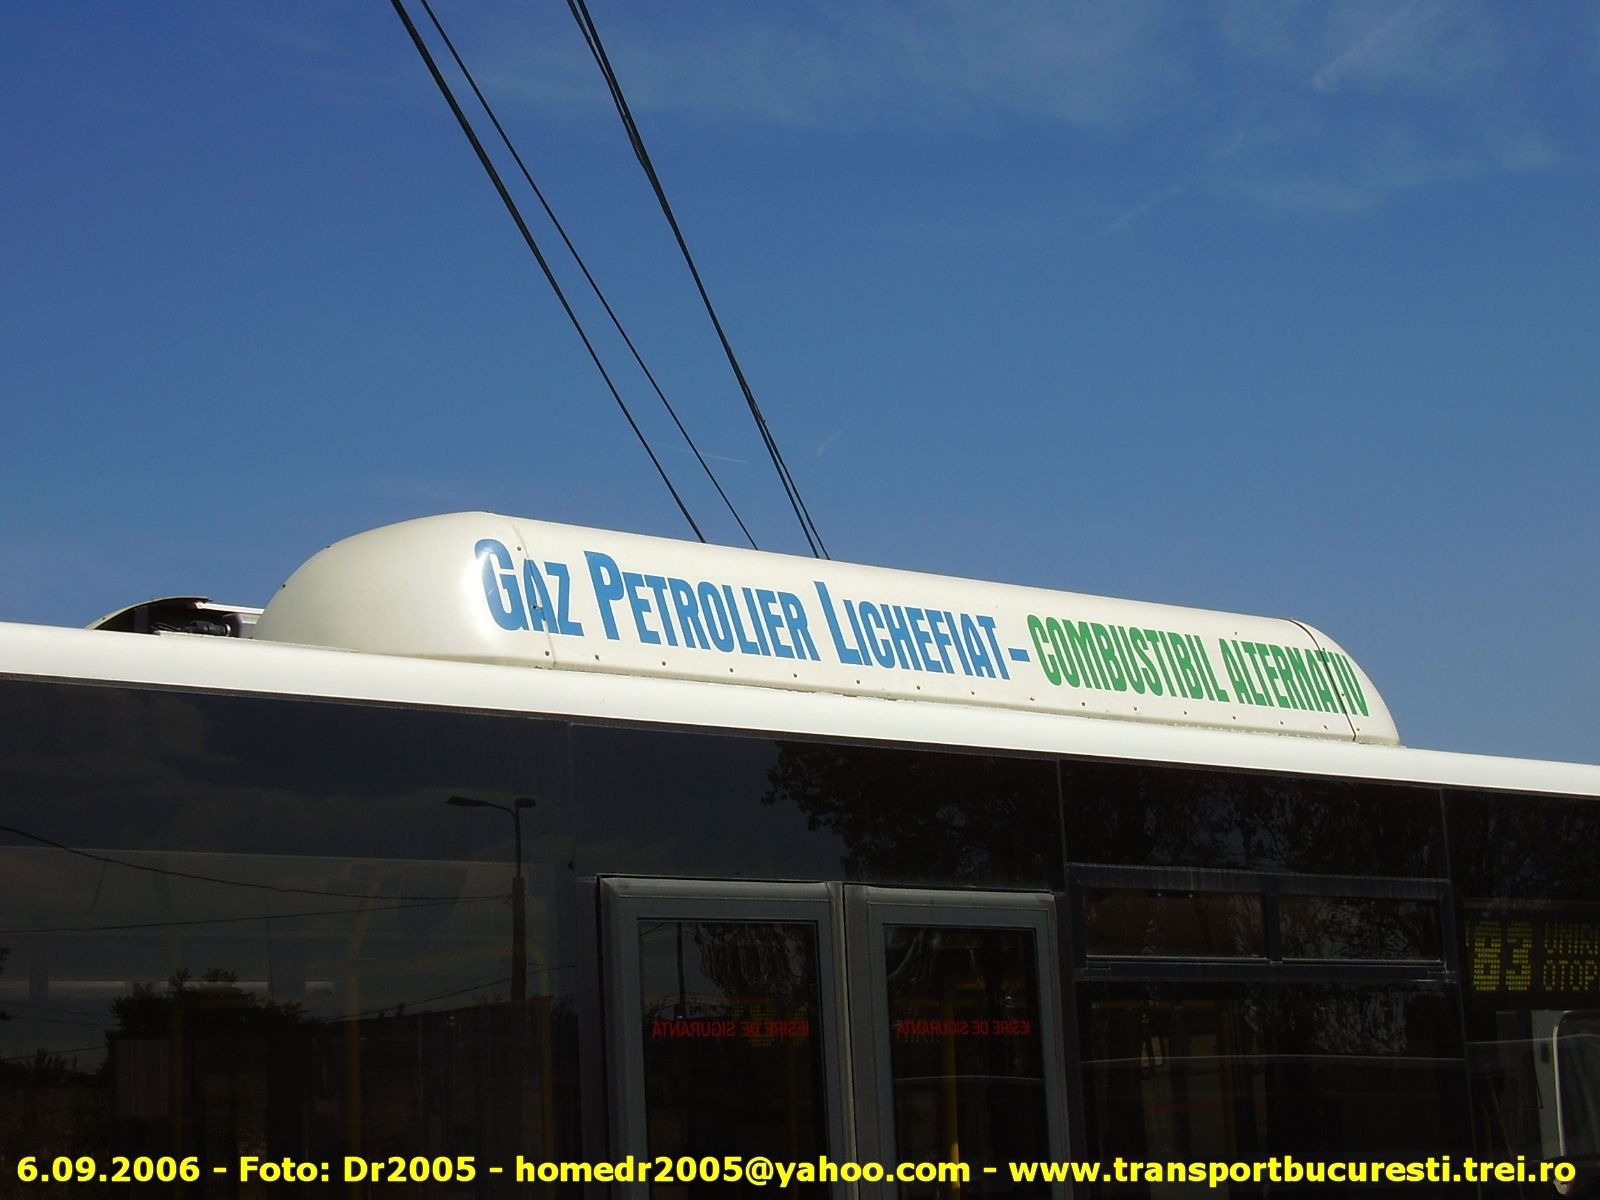 GAZ PETROLIER LICHEFIAT - COMBUSTIBIL ALTERNATIV
IESIRE DE SIGURANTA
IESIRE DE SIGURANTA
6.09.2006 - Foto: Dr2005 - homedr2005@yahoo.com - www.transportbucuresti.trei.ro